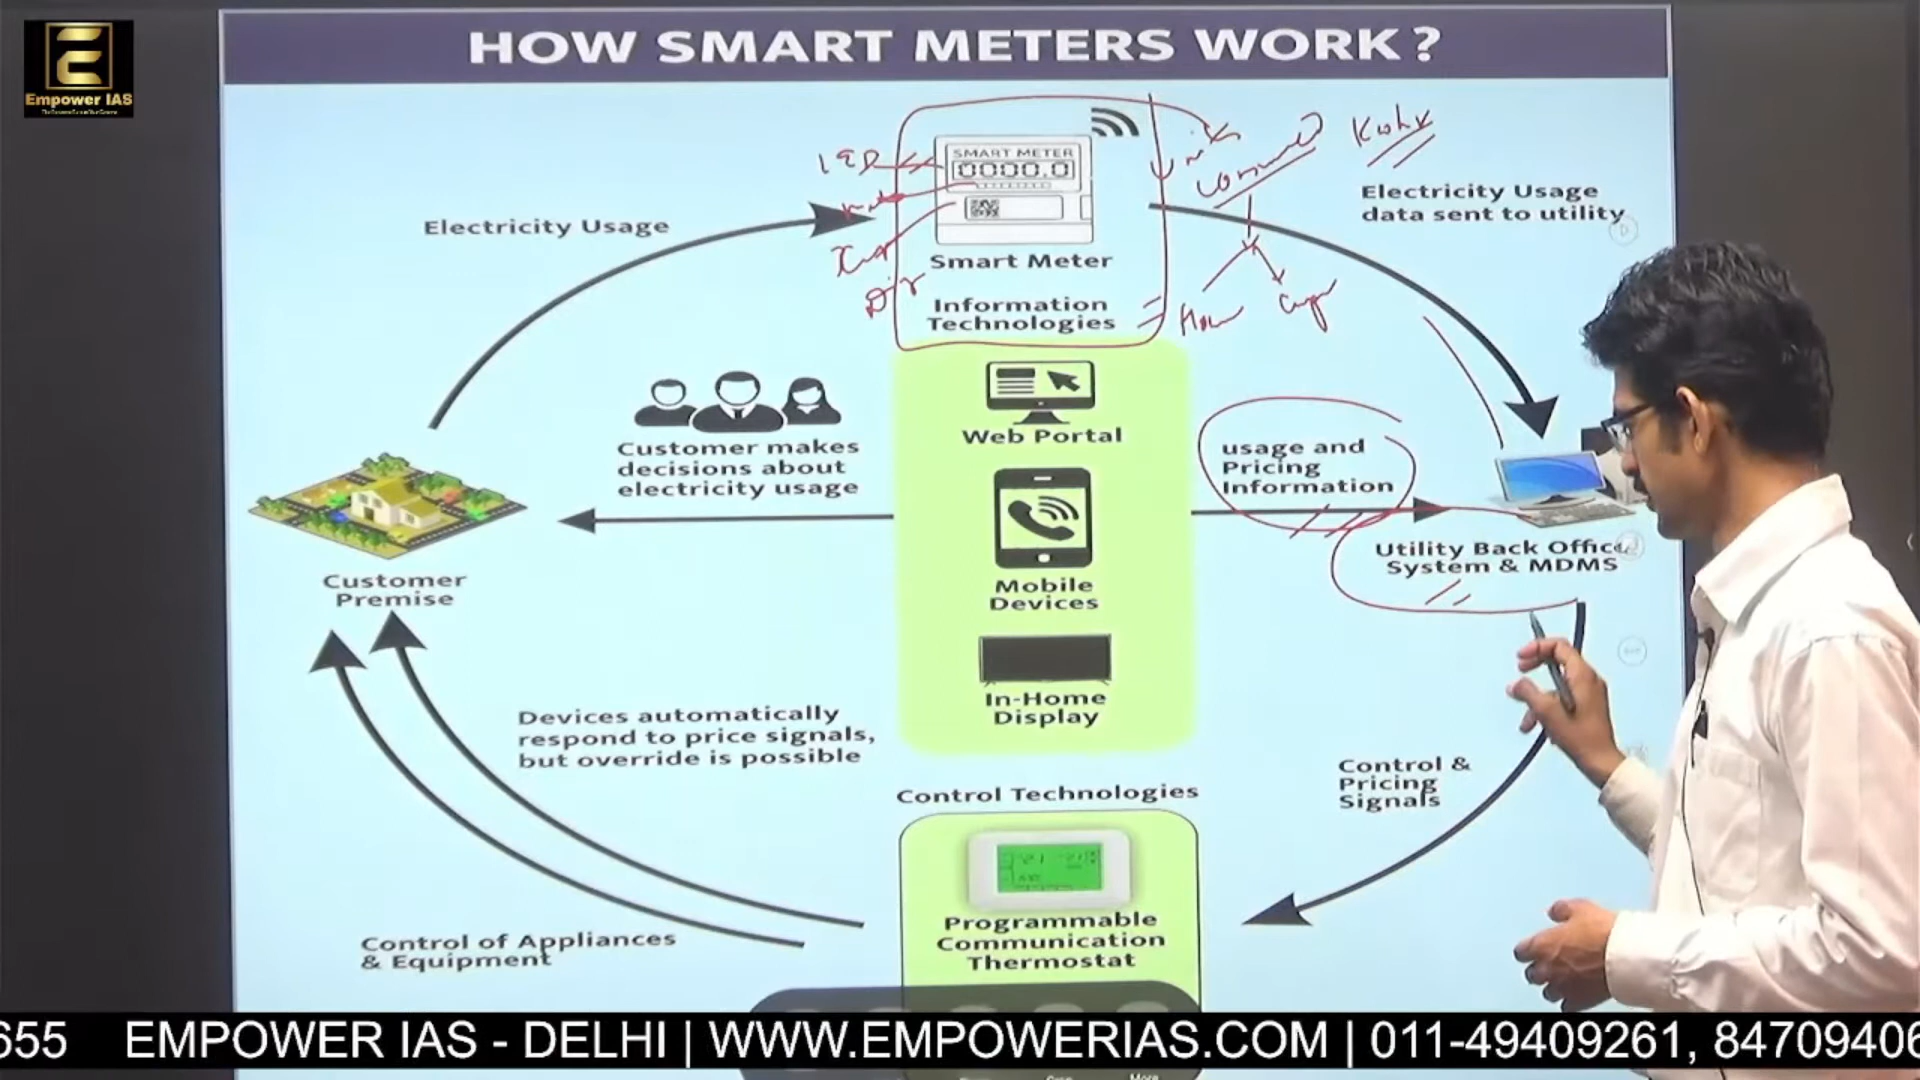 HOW SMART METERS WORK?
Empower IAS
SMART METER
0000.0
Smart Meter
Information
Technologies
Electricity Usage
Electricity Usage
data sent to utility
Customer makes
decisions about
electricity usage
Web Portal
usage and
Pricing
Information
Mobile
Devices
Utility Back Office
System & MDMS
Customer
Premise
In-Home
Display
Devices automatically
respond to price signals,
but override is possible
Control &
Pricing
Signals
Control Technologies
Programmable
Communication
Thermostat
Control of Appliances
& Equipment
655 EMPOWER IAS - DELHI | WWW.EMPOWERIAS.COM | 011-49409261, 84709406